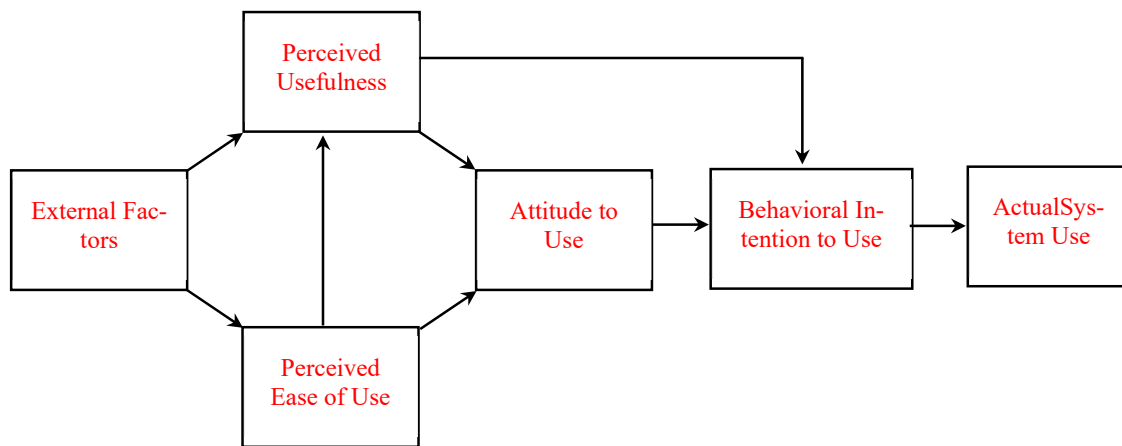 Perceived
Usefulness
External Fac-
tors
Attitude to
Use
Behavioral In-
tention to Use
ActualSys-
tem Use
Perceived
Ease of Use